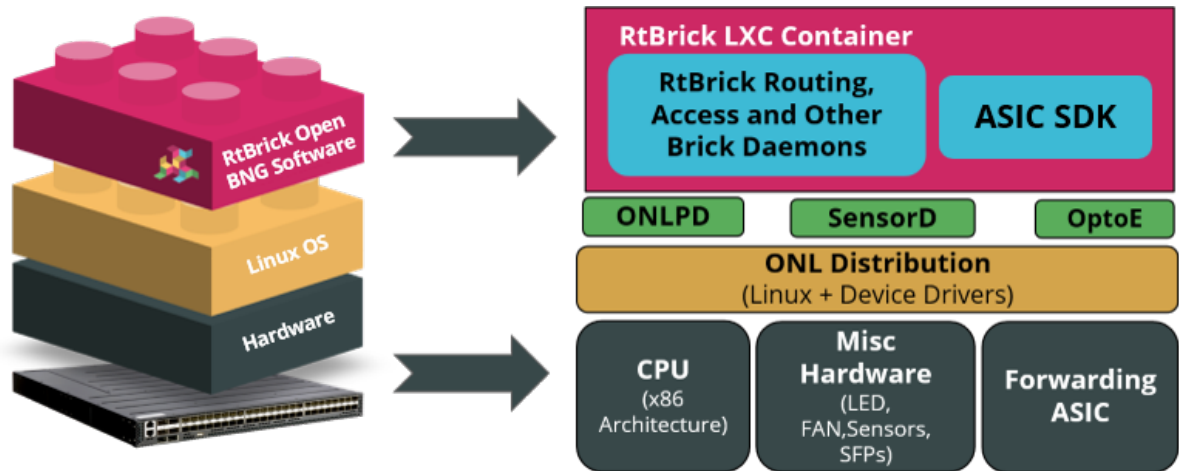 RtBrick Open
BNG Software
Linux OS
Hardware
RtBrick LXC Container
RtBrick Routing,
Access and Other
Brick Daemons
ASIC SDK
ONLPD
SensorD
OptoE
ONL Distribution
(Linux + Device Drivers)
CPU
(x86
Architecture)
Misc
Hardware
(LED,
FAN,Sensors,
SFPs)
Forwarding
ASIC